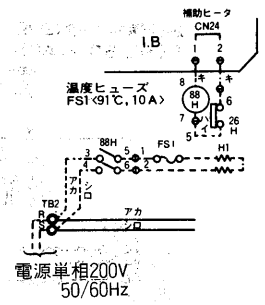 補助ヒータ
CN24
I.B
1 2
キ キ
温度ヒューズ
FS1〈91℃,10A〉
8
88
H
6
7
ハイ
26
H
5
88H
FS1
H1
3 5 1
4 6 2
アカ
シロ
TB2
R
S
アカ
シロ
電源単相200V
50/60Hz